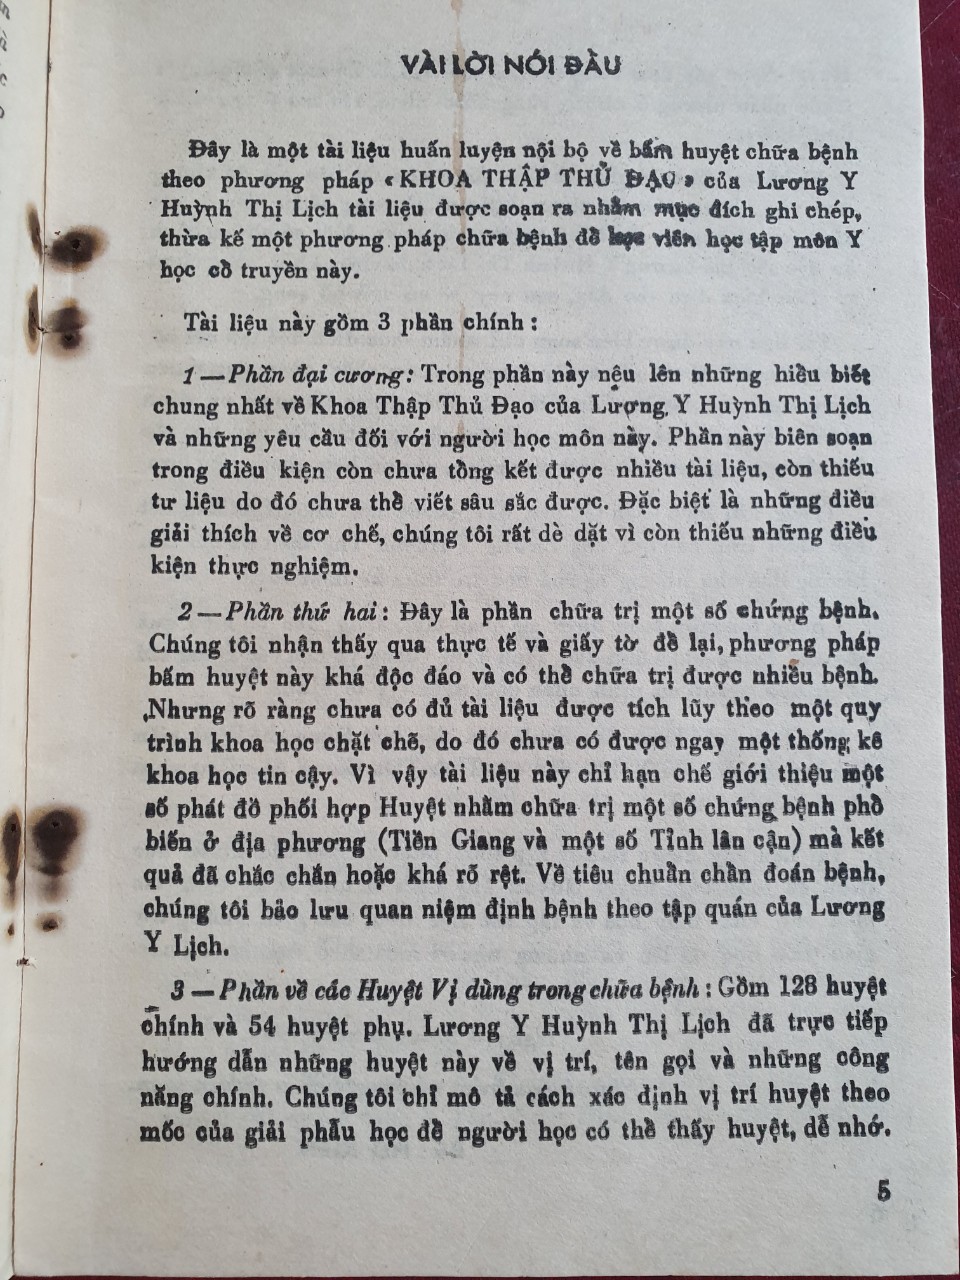 VÀI LỜI NÓI ĐẦU
Đây là một tài liệu huấn luyện nội bộ về bấm huyệt chữa bệnh
theo phương pháp «KHOA THẬP THỦ ĐẠO» của Lương Y
Huỳnh Thị Lịch tài liệu được soạn ra nhằm mục đích ghi chép,
thừa kế một phương pháp chữa bệnh để học viên học tập môn Y
học cổ truyền này.
Tài liệu này gồm 3 phần chính :
1 — Phần đại cương: Trong phần này nêu lên những hiểu biết
chung nhất về Khoa Thập Thủ Đạo của Lương Y Huỳnh Thị Lịch
và những yêu cầu đối với người học môn này. Phần này biên soạn
trong điều kiện còn chưa tổng kết được nhiều tài liệu, còn thiếu
tư liệu do đó chưa thể viết sâu sắc được. Đặc biệt là những điều
giải thích về cơ chế, chúng tôi rất dè dặt vì còn thiếu những điều
kiện thực nghiệm.
2 — Phần thứ hai : Đây là phần chữa trị một số chứng bệnh.
Chúng tôi nhận thấy qua thực tế và giấy tờ để lại, phương pháp
bấm huyệt này khá độc đáo và có thể chữa trị được nhiều bệnh.
Nhưng rõ ràng chưa có đủ tài liệu được tích lũy theo một quy
trình khoa học chặt chẽ, do đó chưa có được ngay một thống kê
khoa học tin cậy. Vì vậy tài liệu này chỉ hạn chế giới thiệu một
số phát đồ phối hợp Huyệt nhằm chữa trị một số chứng bệnh phổ
biến ở địa phương (Tiền Giang và một số Tỉnh lân cận) mà kết
quả đã chắc chắn hoặc khá rõ rệt. Về tiêu chuẩn chẩn đoán bệnh,
chúng tôi bảo lưu quan niệm định bệnh theo tập quán của Lương
Y Lịch.
3 — Phần về các Huyệt Vị dùng trong chữa bệnh : Gồm 128 huyệt
chính và 54 huyệt phụ. Lương Y Huỳnh Thị Lịch đã trực tiếp
hướng dẫn những huyệt này về vị trí, tên gọi và những công
năng chính. Chúng tôi chỉ mô tả cách xác định vị trí huyệt theo
mốc của giải phẫu học để người học có thể thấy huyệt, dễ nhớ.
5